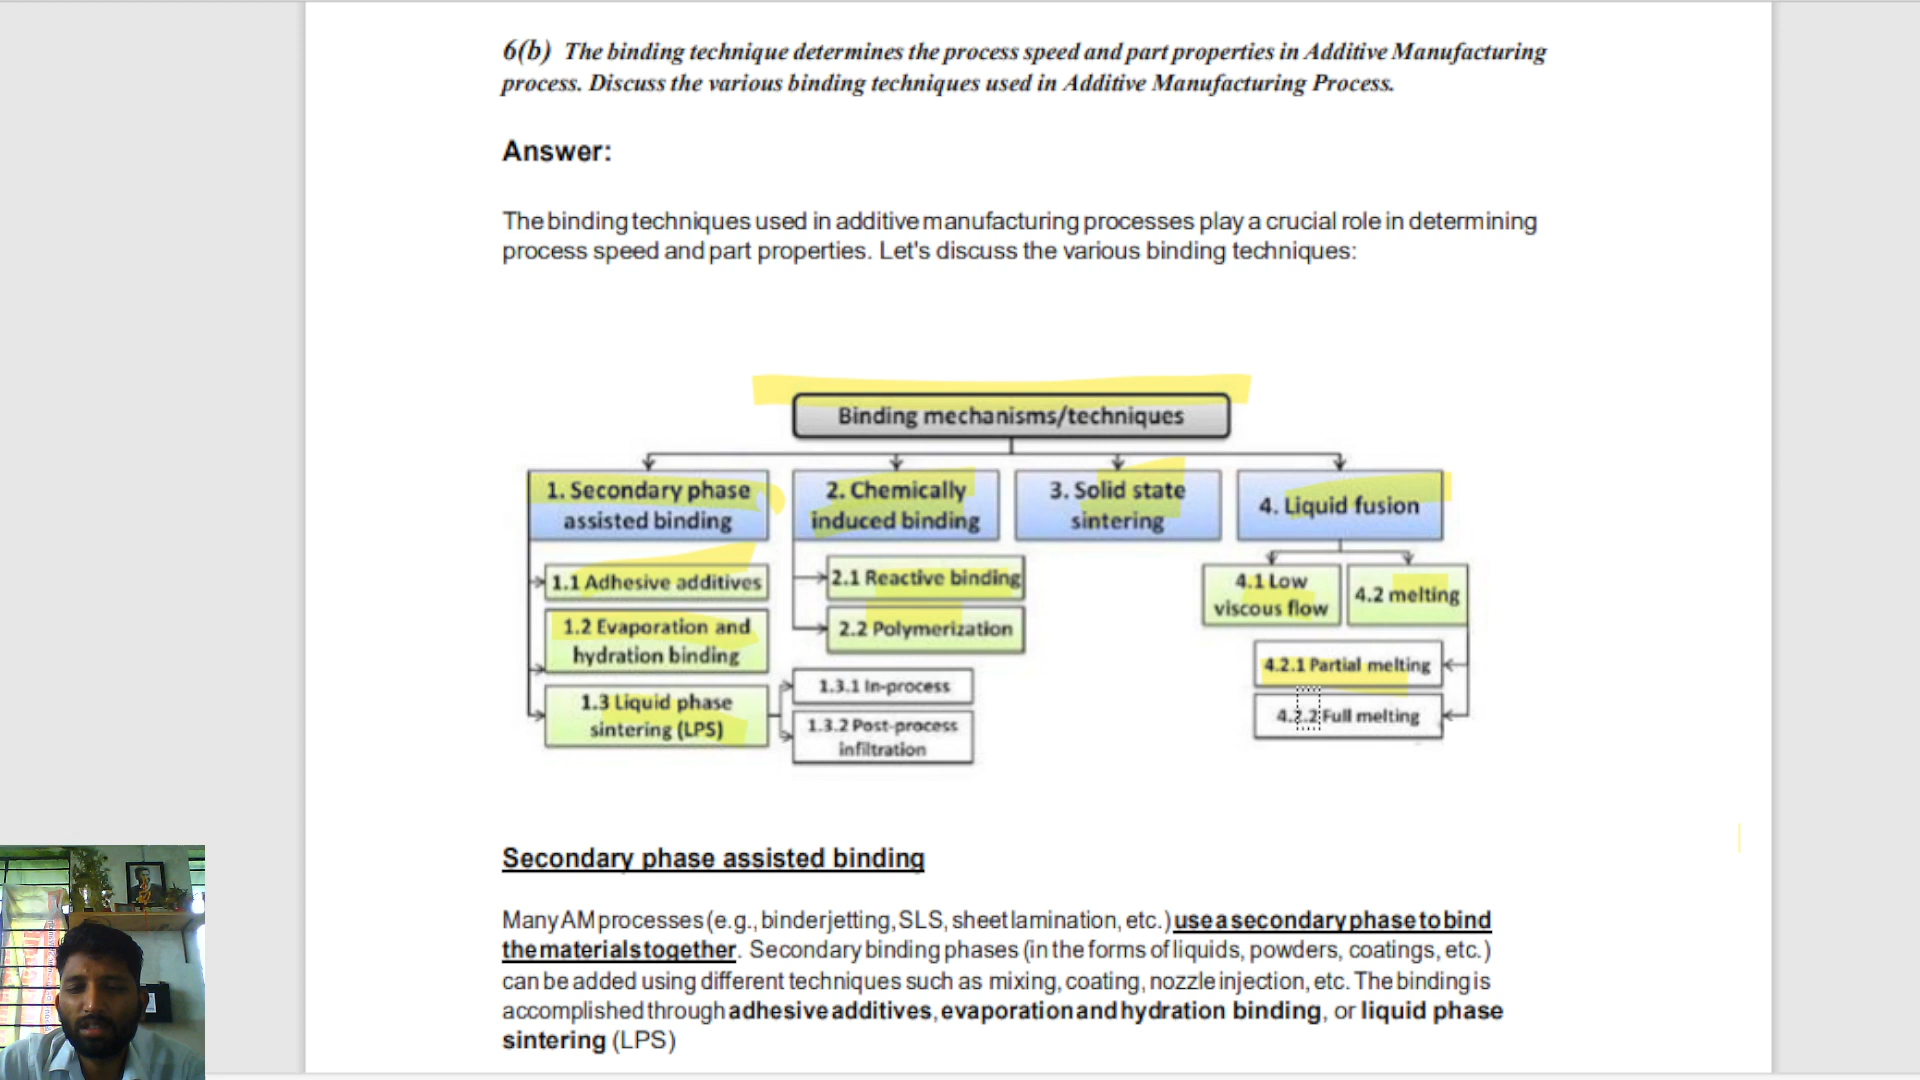 6(b) The binding technique determines the process speed and part properties in Additive Manufacturing
process. Discuss the various binding techniques used in Additive Manufacturing Process.
Answer:
The binding techniques used in additive manufacturing processes play a crucial role in determining
process speed and part properties. Let's discuss the various binding techniques:
Binding mechanisms/techniques
1. Secondary phase
assisted binding
2. Chemically
induced binding
3. Solid state
sintering
4. Liquid fusion
1.1 Adhesive additives
1.2 Evaporation and
hydration binding
1.3 Liquid phase
sintering (LPS)
1.3.1 In-process
1.3.2 Post-process
infiltration
2.1 Reactive binding
2.2 Polymerization
4.1 Low
viscous flow
4.2 melting
4.2.1 Partial melting
4.2.2 Full melting
Secondary phase assisted binding
Many AM processes (e.g., binder jetting, SLS, sheet lamination, etc.) use a secondary phase to bind
the materials together. Secondary binding phases (in the forms of liquids, powders, coatings, etc.)
can be added using different techniques such as mixing, coating, nozzle injection, etc. The binding is
accomplished through adhesive additives, evaporation and hydration binding, or liquid phase
sintering (LPS)